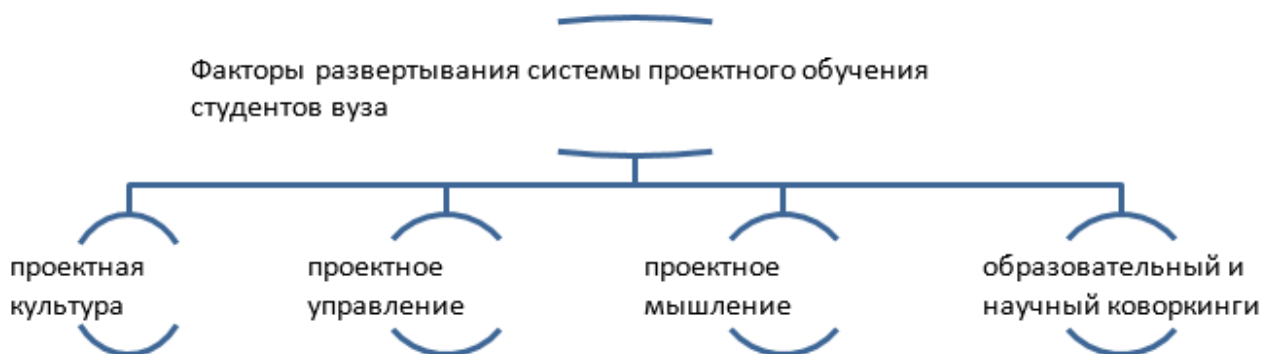 Факторы развертывания системы проектного обучения
студентов вуза
проектная
культура
проектное
управление
проектное
мышление
образовательный и
научный коворкинги